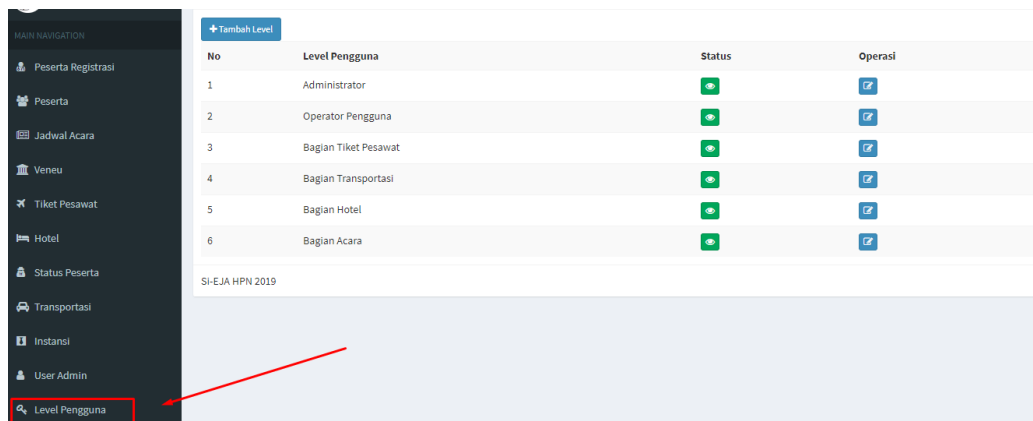 MAIN NAVIGATION
Peserta Registrasi
Peserta
Jadwal Acara
Veneu
Tiket Pesawat
Hotel
Status Peserta
Transportasi
Instansi
User Admin
Level Pengguna
+Tambah Level
No Level Pengguna Status Operasi
1 Administrator
2 Operator Pengguna
3 Bagian Tiket Pesawat
4 Bagian Transportasi
5 Bagian Hotel
6 Bagian Acara
SI-EJA HPN 2019